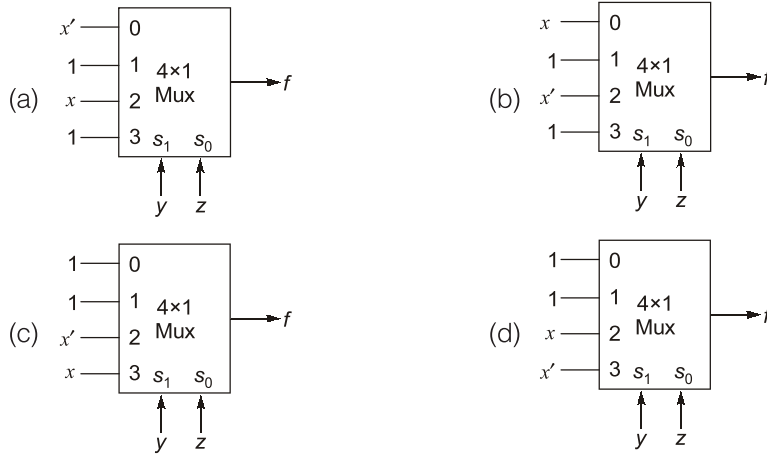 x′ 0
1 1
4×1
Mux
(a)
x 2
1 3 s₁ s₀
f
y z
x 0
1 1
4×1
Mux
(b)
x′ 2
1 3 s₁ s₀
f
y z
1 0
1 1
4×1
Mux
(c)
x′ 2
x 3 s₁ s₀
f
y z
1 0
1 1
4×1
Mux
(d)
x 2
x′ 3 s₁ s₀
f
y z